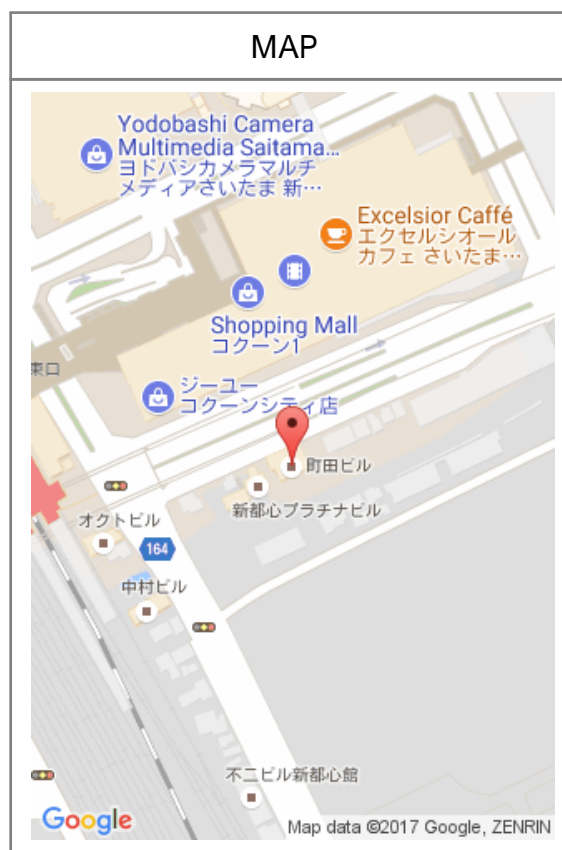 MAP
Yodobashi Camera
Multimedia Saitama...
ヨドバシカメラマルチ
メディアさいたま 新…
Excelsior Caffé
エクセルシオール
カフェ さいたま…
Shopping Mall
コクーン1
東口
ジーユー
コクーンシティ店
町田ビル
新都心プラチナビル
オクトビル
164
中村ビル
不二ビル新都心館
Google
Map data ©2017 Google, ZENRIN